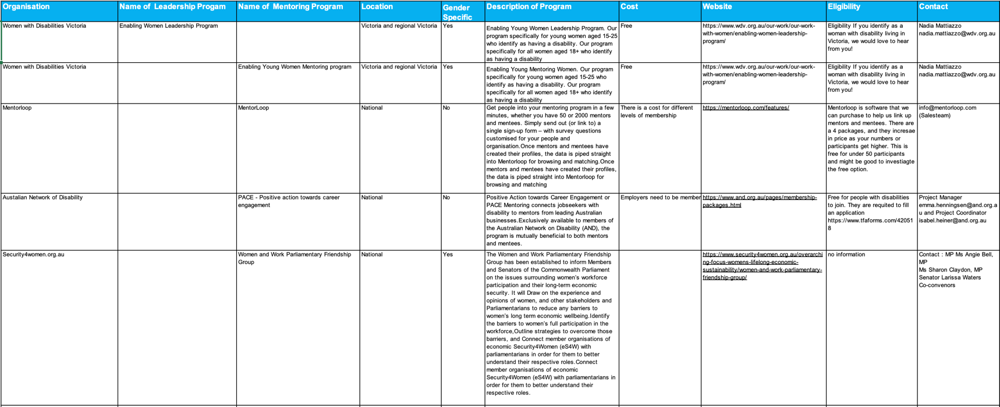 Organisation
Name of Leadership Progam
Name of Mentoring Program
Location
Gender
Specific
Description of Program
Cost
Website
Eligibility
Contact
Women with Disabilities Victoria
Enabling Women Leadership Program
Victoria and regional Victoria
Yes
Enabling Young Women Leadership Program. Our
program specifically for young women aged 15-25
who identify as having a disability. Our program
specifically for all women aged 18+ who identify
as having a disability
Free
https://www.wdv.org.au/our-work/our-work-
with-women/enabling-women-leadership-
program/
Eligibility If you identify as a
woman with disability living in
Victoria, we would love to hear
from you!
Nadia Mattiazzo
nadia.mattiazzo@wdv.org.au
Women with Disabilities Victoria
Enabling Young Women Mentoring program
Victoria and regional Victoria
Yes
Enabling Young Mentoring Women. Our program
specifically for young women aged 15-25 who
identify as having a disability. Our program
specifically for all women aged 18+ who identify
as having a disability
Free
https://www.wdv.org.au/our-work/our-work-
with-women/enabling-women-leadership-
program/
Eligibility If you identify as a
woman with disability living in
Victoria, we would love to hear
from you!
Nadia Mattiazzo
nadia.mattiazzo@wdv.org.au
Mentorloop
MentorLoop
National
No
Get people into your mentoring program in a few
minutes, whether you have 50 or 2000 mentors
and mentees. Simply send out (or link to) a
single sign-up form – with survey questions
customised for your people and
organisation.Once mentors and mentees have
created their profiles, the data is piped straight
into Mentorloop for browsing and matching.Once
mentors and mentees have created their profiles,
the data is piped straight into Mentorloop for
browsing and matching
There is a cost for different
levels of membership
https://mentorloop.com/features/
Mentorloop is software that we
can purchase to help us link up
mentors and mentees. There are
a 4 packages, and they incresae
in price as your numbers or
participants get higher. This is
free for under 50 participants
and might be good to investiagte
the free option.
info@mentorloop.com
(Salesteam)
Austalian Network of Disability
PACE - Positive action towards career
engagement
National
No
Positive Action towards Career Engagement or
PACE Mentoring connects jobseekers with
disability to mentors from leading Australian
businesses.Exclusively available to members of
the Australian Network on Disability (AND), the
program is mutually beneficial to both mentors
and mentees.
Employers need to be member
https://www.and.org.au/pages/membership-
packages.html
Free for people with disabilities
to join. They are requited to fill
an application
https://www.tfaforms.com/42051
8
Project Manager
emma.henningsen@and.org.a
u and Project Coordinator
isabel.heiner@and.org.au
Security4women.org.au
Women and Work Parliamentary Friendship
Group
National
Yes
The Women and Work Parliamentary Friendship
Group has been established to inform Members
and Senators of the Commonwealth Parliament
on the issues surrounding women's workforce
participation and their long-term economic
security. It will Draw on the experience and
opinions of women, and other stakeholders and
Parliamentarians to reduce any barriers to
women's long term economic wellbeing.Identify
the barriers to women's full participation in the
workforce,Outline strategies to overcome those
barriers, and Connect member organisations of
economic Security4Women (eS4W) with
parliamentarians in order for them to better
understand their respective roles.Connect
member organisations of economic
Security4Women (eS4W) with parliamentarians in
order for them to better understand their
respective roles.
https://www.security4women.org.au/overarchi
ng-focus-womens-lifelong-economic-
sustainability/women-and-work-parliamentary-
friendship-group/
no information
Contact : MP Ms Angie Bell,
MP
Ms Sharon Claydon, MP
Senator Larissa Waters
Co-convenors